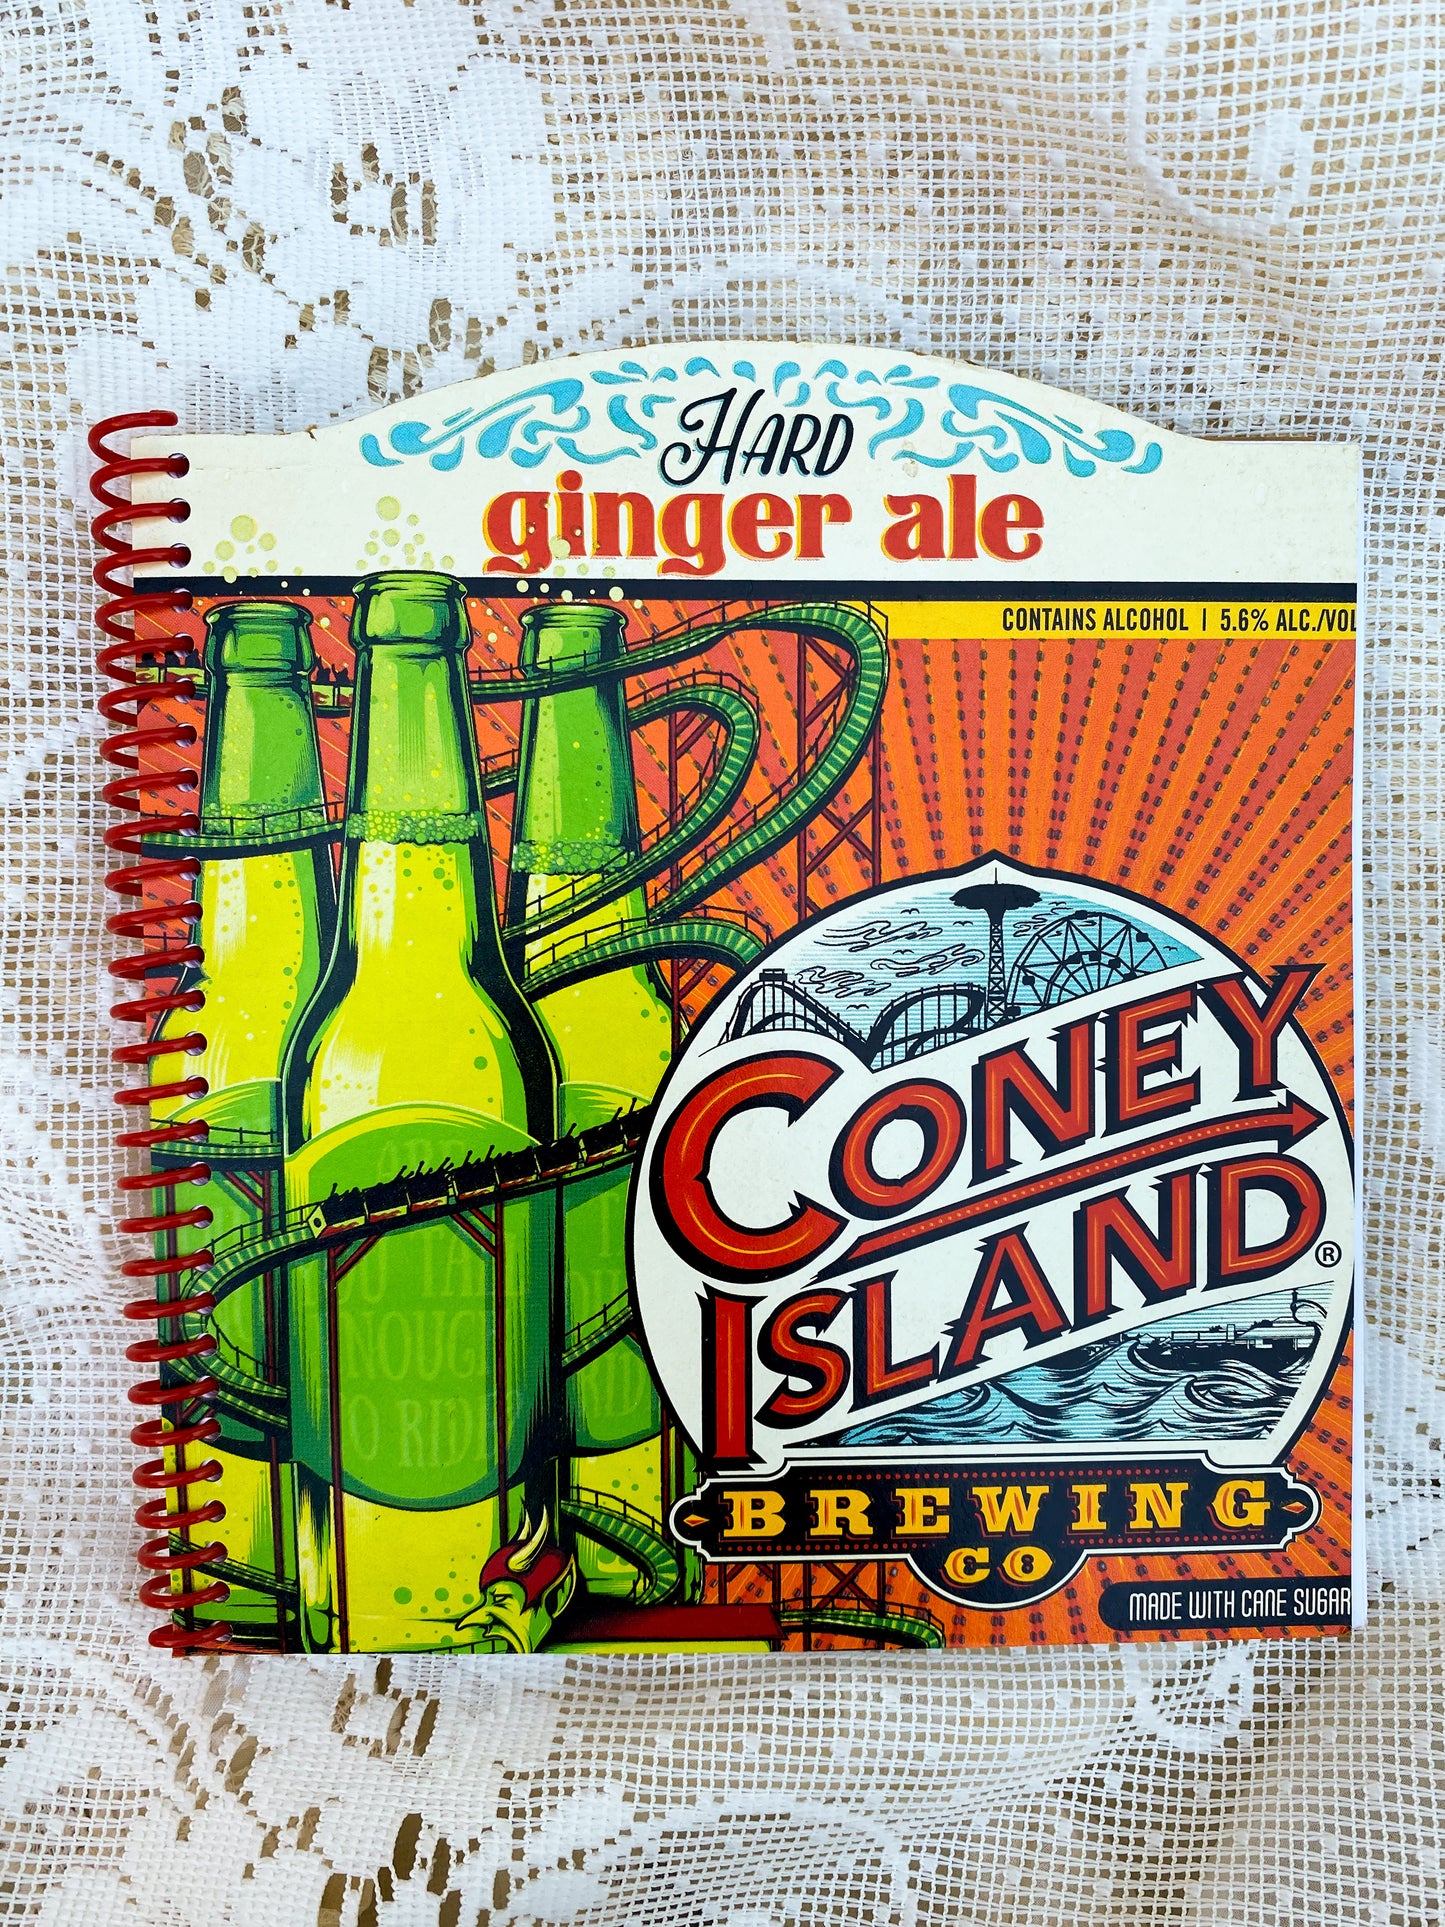 HARD
ginger ale
CONTAINS ALCOHOL | 5.6% ALC./VOL
CONEY
ISLAND®
BREWING
CO
MADE WITH CANE SUGAR